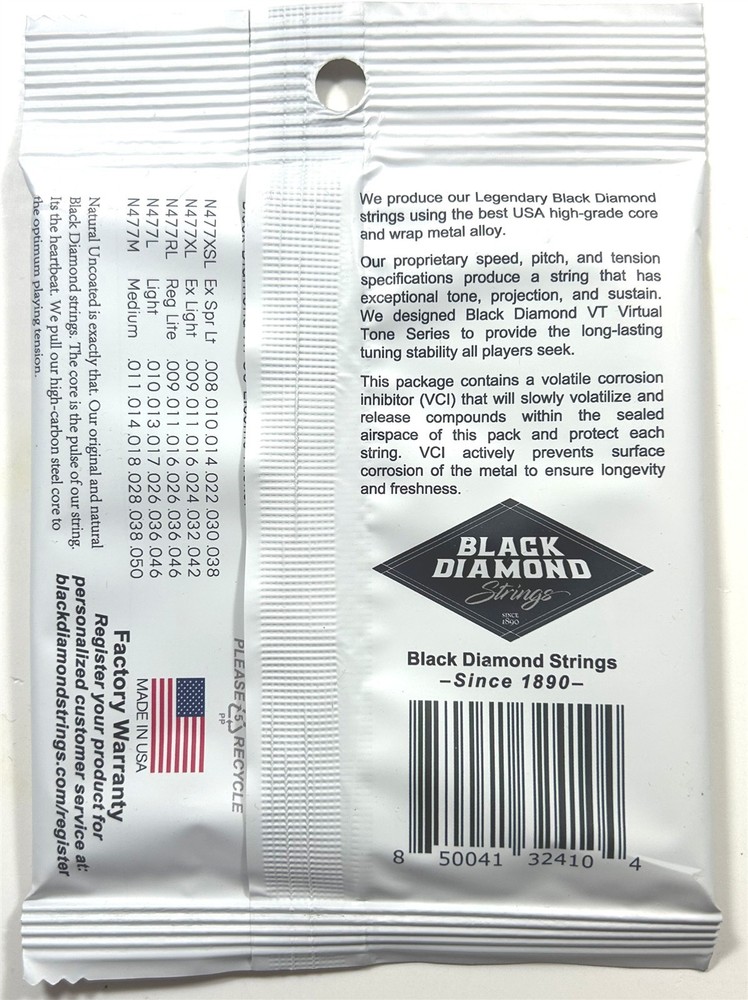 We produce our Legendary Black Diamond
strings using the best USA high-grade core
and wrap metal alloy.
Our proprietary speed, pitch, and tension
specifications produce a string that has
exceptional tone, projection, and sustain.
We designed Black Diamond VT Virtual
Tone Series to provide the long-lasting
tuning stability all players seek.
This package contains a volatile corrosion
inhibitor (VCI) that will slowly volatilize and
release compounds within the sealed
airspace of this pack and protect each
string. VCI actively prevents surface
corrosion of the metal to ensure longevity
and freshness.
BLACK
DIAMOND
Strings
SINCE
1890
Black Diamond Strings
–Since 1890–
8 50041 32410 4
N477XSL Ex Spr Lt .008 .010 .014 .022 .030 .038
N477XL Ex Light .009 .011 .016 .024 .032 .042
N477RL Reg Lite .009 .011 .016 .026 .036 .046
N477L Light .010 .013 .017 .026 .036 .046
N477M Medium .011 .014 .018 .028 .038 .050
Natural Uncoated is exactly that. Our original and natural
Black Diamond strings. The core is the pulse of our string.
Its the heartbeat. We pull our high-carbon steel core to
the optimum playing tension.
PLEASE 5 RECYCLE
PP
MADE IN USA
Factory Warranty
Register your product for
personalized customer service at:
blackdiamondstrings.com/register